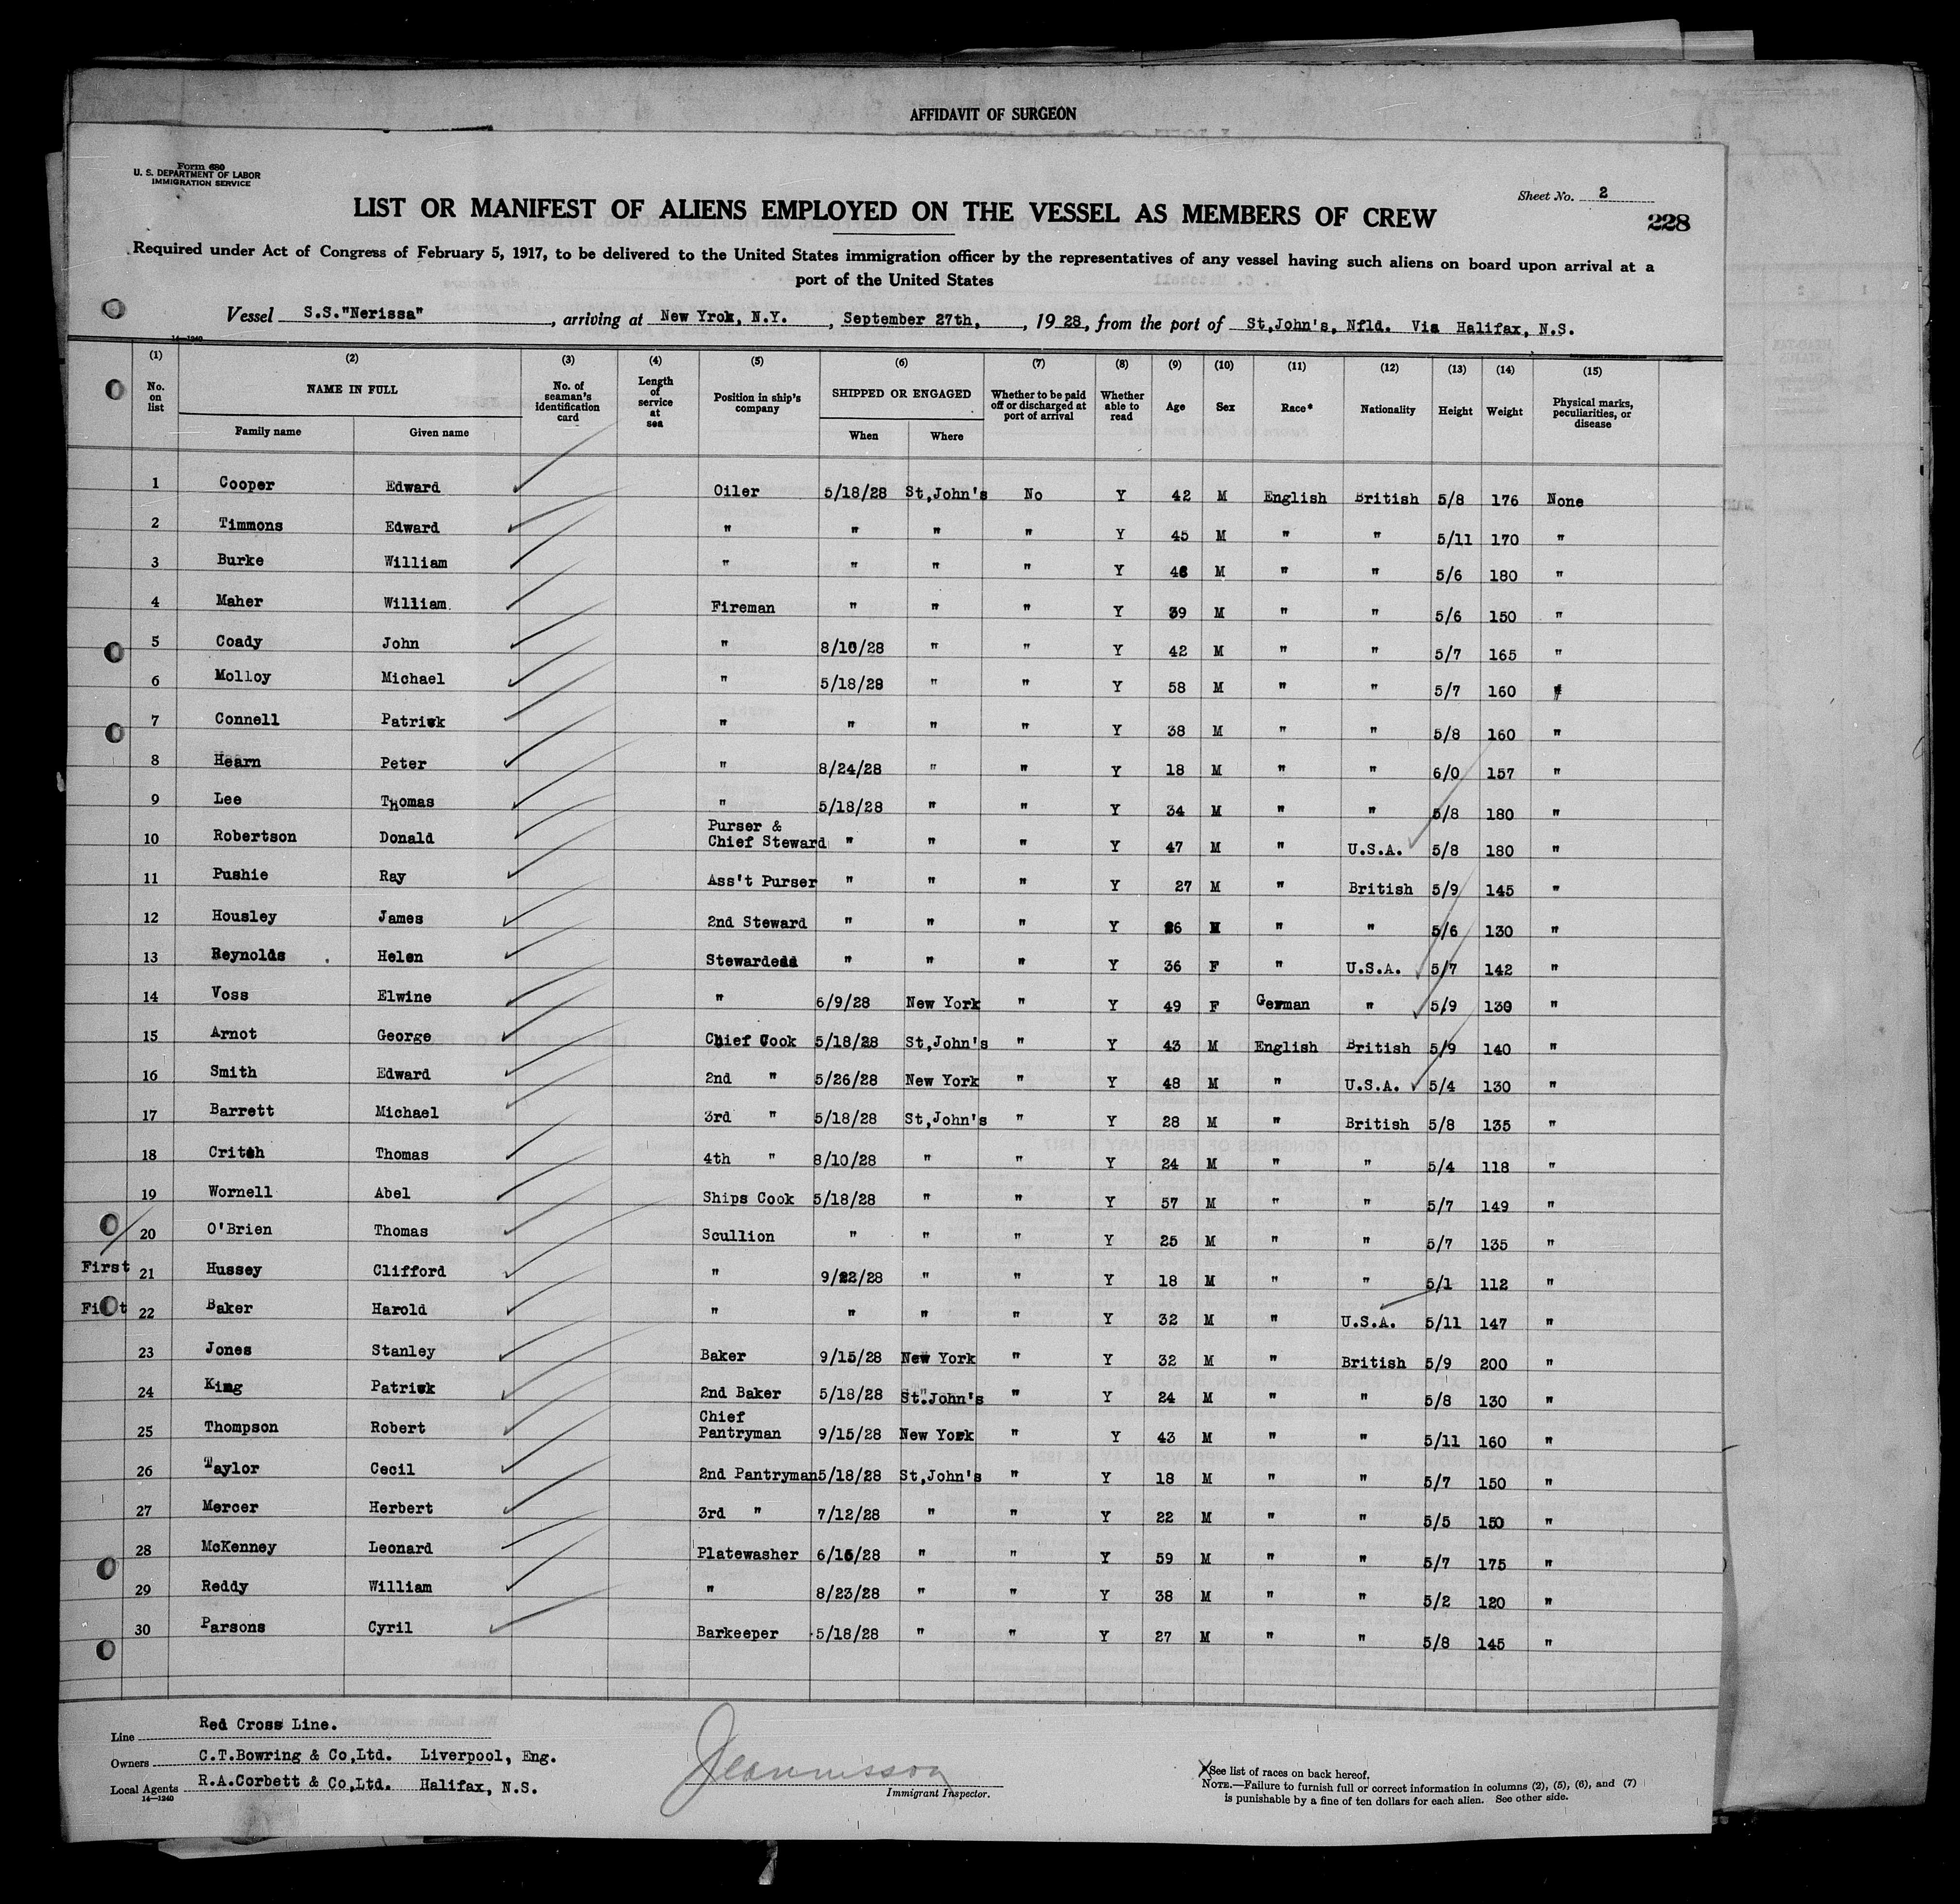 AFFIDAVIT OF SURGEON
Form 680
U. S. DEPARTMENT OF LABOR
IMMIGRATION SERVICE
Sheet No. 2
LIST OR MANIFEST OF ALIENS EMPLOYED ON THE VESSEL AS MEMBERS OF CREW
228
Required under Act of Congress of February 5, 1917, to be delivered to the United States immigration officer by the representatives of any vessel having such aliens on board upon arrival at a
port of the United States
Vessel S.S."Nerissa", arriving at New Yrok, N.Y., September 27th, , 1928, from the port of St,John's, Nfld. Via Halifax, N.S.
14—1240
(1) (2) (3) (4) (5) (6) (7) (8) (9) (10) (11) (12) (13) (14) (15)
No. on list NAME IN FULL Family name Given name No. of seaman's identification card Length of service at sea Position in ship's company SHIPPED OR ENGAGED When Where Whether to be paid off or discharged at port of arrival Whether able to read Age Sex Race* Nationality Height Weight Physical marks, peculiarities, or disease
1 Cooper Edward Oiler 5/18/28 St,John's No Y 42 M English British 5/8 176 None
2 Timmons Edward " " " " Y 45 M " " 5/11 170 "
3 Burke William " " " " Y 46 M " " 5/6 180 "
4 Maher William Fireman " " " Y 39 M " " 5/6 150 "
5 Coady John " 8/10/28 " " Y 42 M " " 5/7 165 "
6 Molloy Michael " 5/18/28 " " Y 58 M " " 5/7 160 "
7 Connell Patrick " " " " Y 38 M " " 5/8 160 "
8 Hearn Peter " 8/24/28 " " Y 18 M " " 6/0 157 "
9 Lee Thomas " 5/18/28 " " Y 34 M " " 5/8 180 "
10 Robertson Donald Purser & Chief Steward " " " Y 47 M " U.S.A. 5/8 180 "
11 Pushie Ray Ass't Purser " " " Y 27 M " British 5/9 145 "
12 Housley James 2nd Steward " " " Y 26 M " " 5/6 130 "
13 Reynolds Helen Stewardedd " " " Y 36 F " U.S.A. 5/7 142 "
14 Voss Elwine " 6/9/28 New York " Y 49 F German " 5/9 130 "
15 Arnot George Chief Cook 5/18/28 St,John's " Y 43 M English British 5/9 140 "
16 Smith Edward 2nd " 5/26/28 New York " Y 48 M " U.S.A. 5/4 130 "
17 Barrett Michael 3rd " 5/18/28 St,John's " Y 28 M " British 5/8 135 "
18 Critch Thomas 4th " 8/10/28 " " Y 24 M " " 5/4 118 "
19 Wornell Abel Ships Cook 5/18/28 " " Y 57 M " " 5/7 149 "
20 O'Brien Thomas Scullion " " " Y 25 M " " 5/7 135 "
First 21 Hussey Clifford " 9/22/28 " " Y 18 M " " 5/1 112 "
22 Baker Harold " " " " Y 32 M " U.S.A. 5/11 147 "
23 Jones Stanley Baker 9/15/28 New York " Y 32 M " British 5/9 200 "
24 King Patrick 2nd Baker 5/18/28 St.John's " Y 24 M " " 5/8 130 "
25 Thompson Robert Chief Pantryman 9/15/28 New York " Y 43 M " " 5/11 160 "
26 Taylor Cecil 2nd Pantryman 5/18/28 St,John's " Y 18 M " " 5/7 150 "
27 Mercer Herbert 3rd " 7/12/28 " " Y 22 M " " 5/5 150 "
28 McKenney Leonard Platewasher 6/16/28 " " Y 59 M " " 5/7 175 "
29 Reddy William " 8/23/28 " " Y 38 M " " 5/2 120 "
30 Parsons Cyril Barkeeper 5/18/28 " " Y 27 M " " 5/8 145 "
Line Red Cross Line.
Owners C.T.Bowring & Co,Ltd. Liverpool, Eng.
Local Agents R.A.Corbett & Co,Ltd. Halifax, N.S.
14—1240
Immigrant Inspector.
See list of races on back hereof.
NOTE.—Failure to furnish full or correct information in columns (2), (5), (6), and (7)
is punishable by a fine of ten dollars for each alien. See other side.